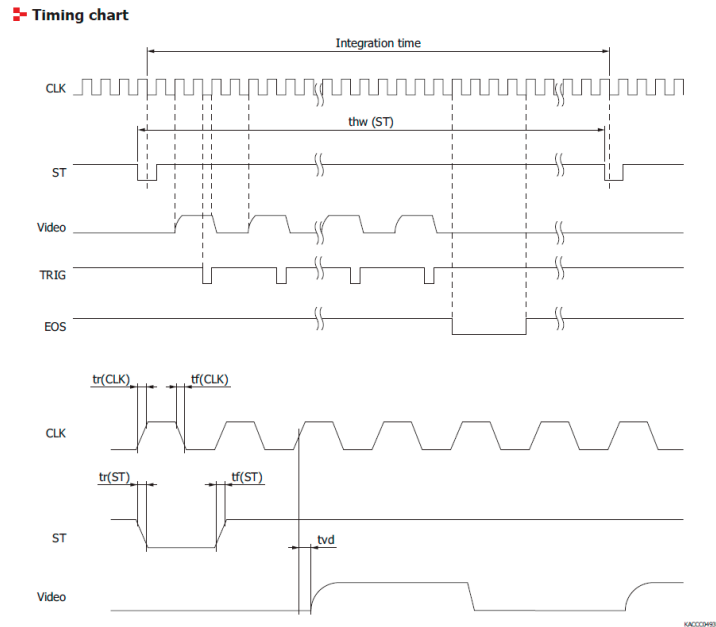 Timing chart
Integration time
CLK
thw (ST)
ST
Video
TRIG
EOS
tr(CLK) tf(CLK)
CLK
tr(ST) tf(ST)
ST
tvd
Video
KACCC0493